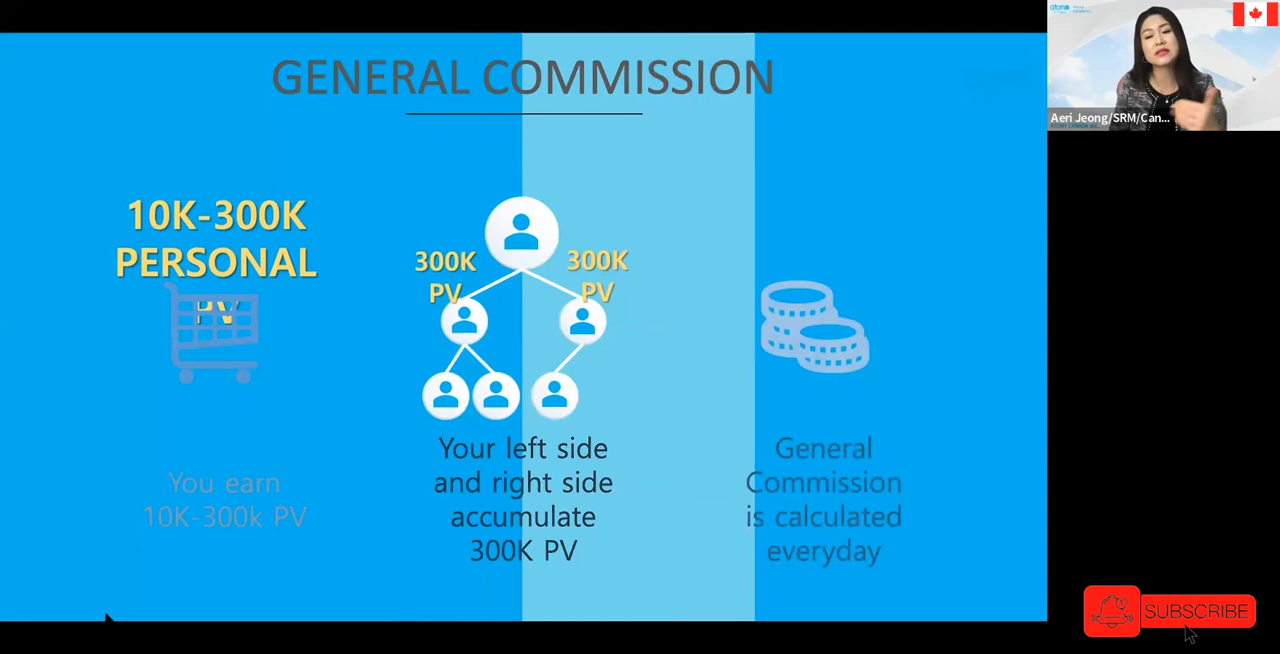 GENERAL COMMISSION
10K-300K
PERSONAL
PV
300K
PV
300K
PV
You earn
10K-300k PV
Your left side
and right side
accumulate
300K PV
General
Commission
is calculated
everyday
atomy
Aeri Jeong/SRM/Can...
SUBSCRIBE